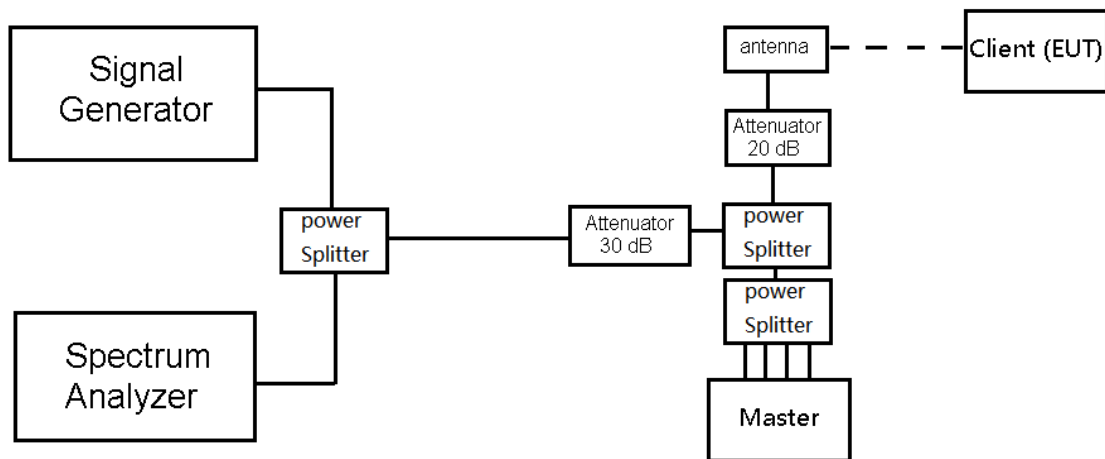 Signal
Generator
antenna
Client (EUT)
Attenuator
20 dB
power
Splitter
Attenuator
30 dB
power
Splitter
power
Splitter
Spectrum
Analyzer
Master